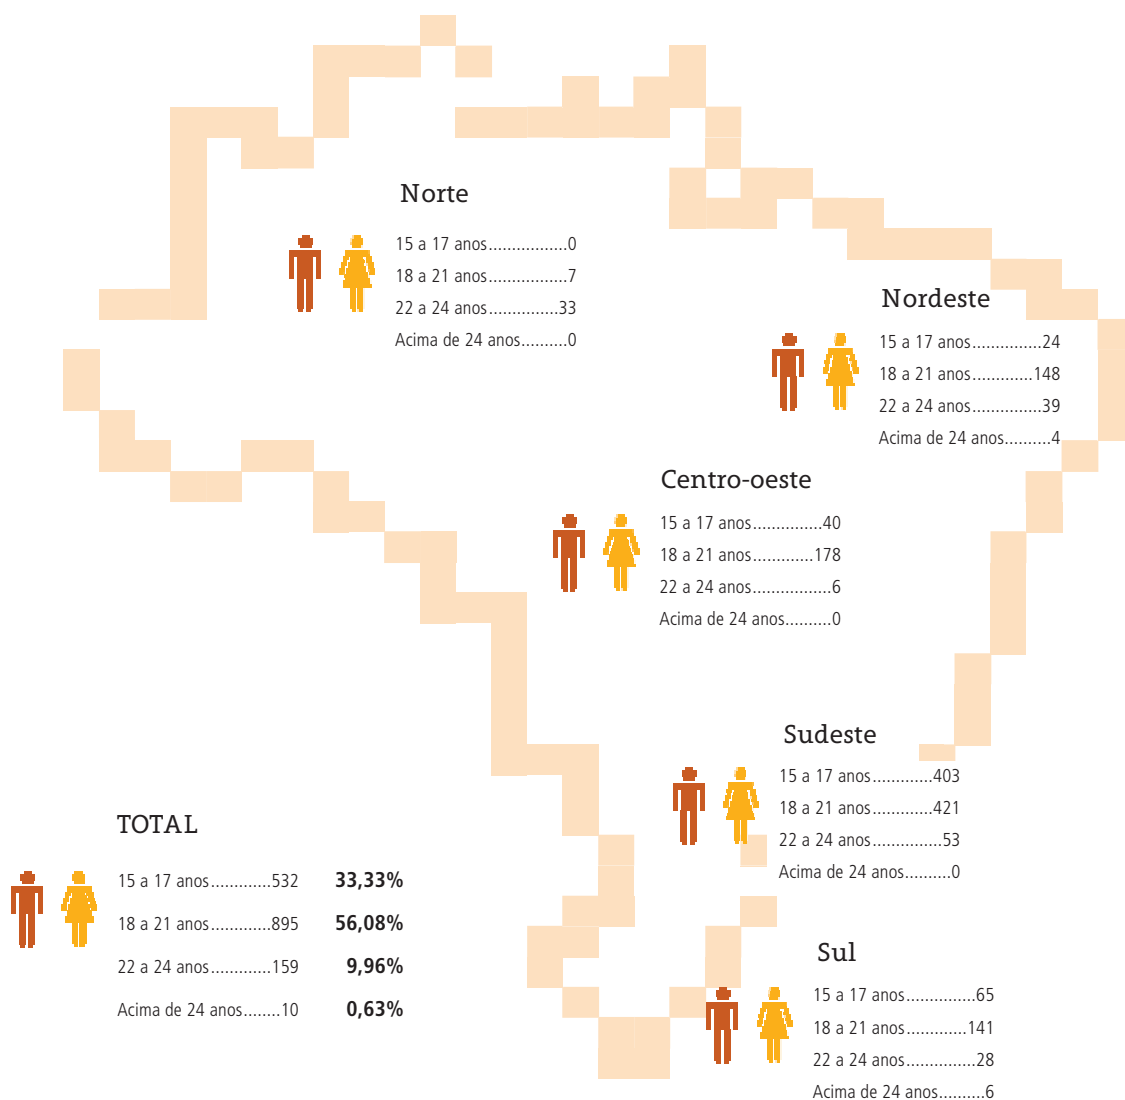 Norte
15 a 17 anos.................0
18 a 21 anos.................7
22 a 24 anos...............33
Acima de 24 anos..........0
Nordeste
15 a 17 anos...............24
18 a 21 anos.............148
22 a 24 anos...............39
Acima de 24 anos..........4
Centro-oeste
15 a 17 anos...............40
18 a 21 anos.............178
22 a 24 anos.................6
Acima de 24 anos..........0
Sudeste
15 a 17 anos.............403
18 a 21 anos.............421
22 a 24 anos...............53
Acima de 24 anos..........0
TOTAL
15 a 17 anos.............532 33,33%
18 a 21 anos.............895 56,08%
22 a 24 anos.............159 9,96%
Acima de 24 anos........10 0,63%
Sul
15 a 17 anos...............65
18 a 21 anos.............141
22 a 24 anos...............28
Acima de 24 anos..........6